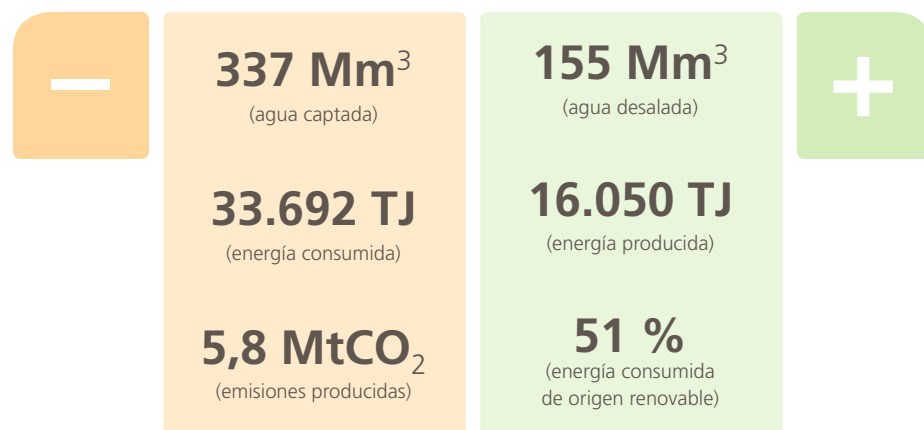 −
337 Mm³
(agua captada)
33.692 TJ
(energía consumida)
5,8 MtCO₂
(emisiones producidas)
155 Mm³
(agua desalada)
16.050 TJ
(energía producida)
51 %
(energía consumida
de origen renovable)
+